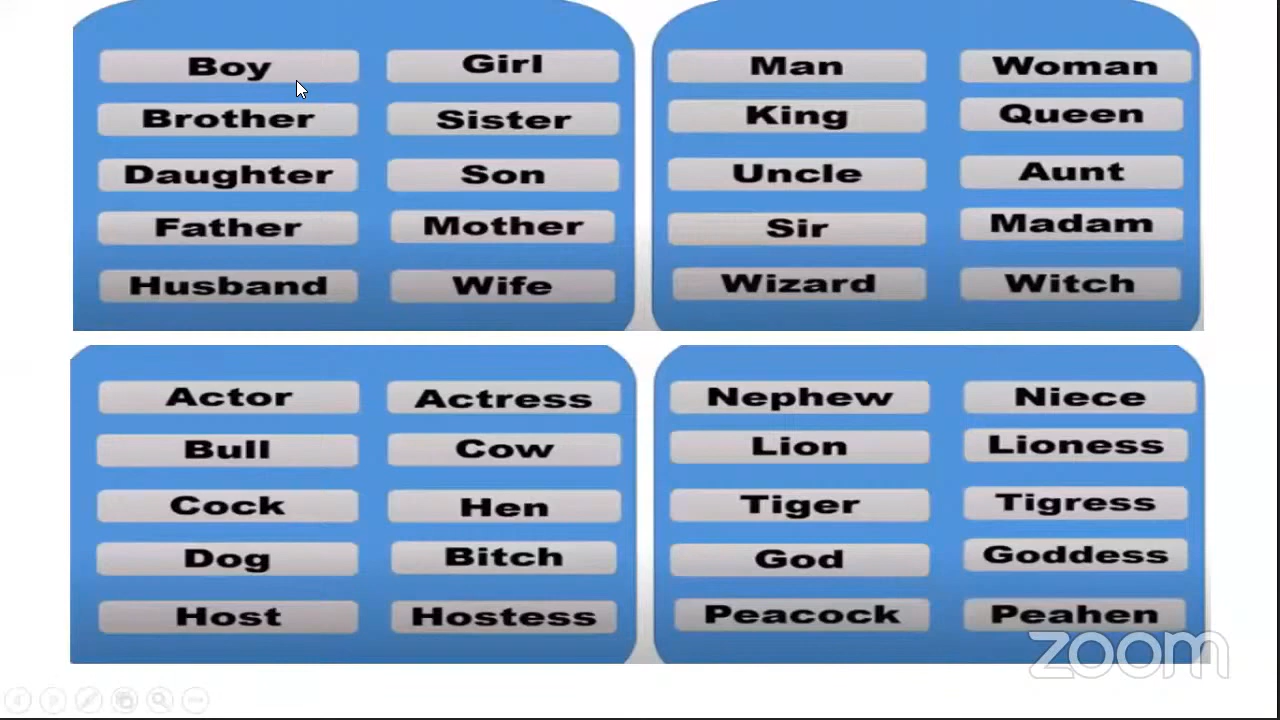 Boy Girl
Brother Sister
Daughter Son
Father Mother
Husband Wife
Man Woman
King Queen
Uncle Aunt
Sir Madam
Wizard Witch
Actor Actress
Bull Cow
Cock Hen
Dog Bitch
Host Hostess
Nephew Niece
Lion Lioness
Tiger Tigress
God Goddess
Peacock Peahen
zoom